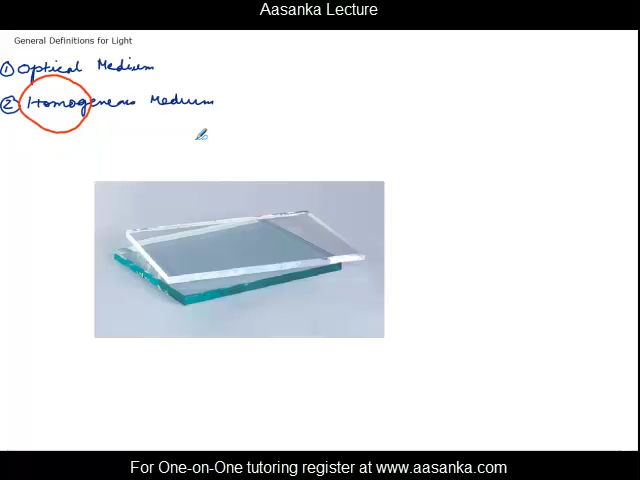 Aasanka Lecture
General Definitions for Light
① Optical Medium
② Homogeneous Medium
For One-on-One tutoring register at www.aasanka.com